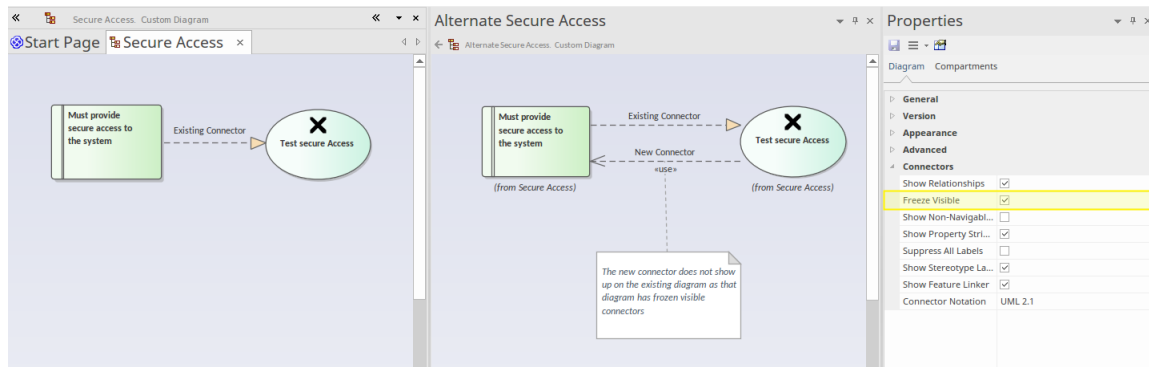 Secure Access. Custom Diagram
Start Page
Secure Access
Must provide
secure access to
the system
Existing Connector
Test secure Access
Alternate Secure Access
Alternate Secure Access. Custom Diagram
Must provide
secure access to
the system
(from Secure Access)
Existing Connector
New Connector
«use»
Test secure Access
(from Secure Access)
The new connector does not show
up on the existing diagram as that
diagram has frozen visible
connectors
Properties
Diagram Compartments
General
Version
Appearance
Advanced
Connectors
Show Relationships
Freeze Visible
Show Non-Navigabl...
Show Property Stri...
Suppress All Labels
Show Stereotype La...
Show Feature Linker
Connector Notation UML 2.1